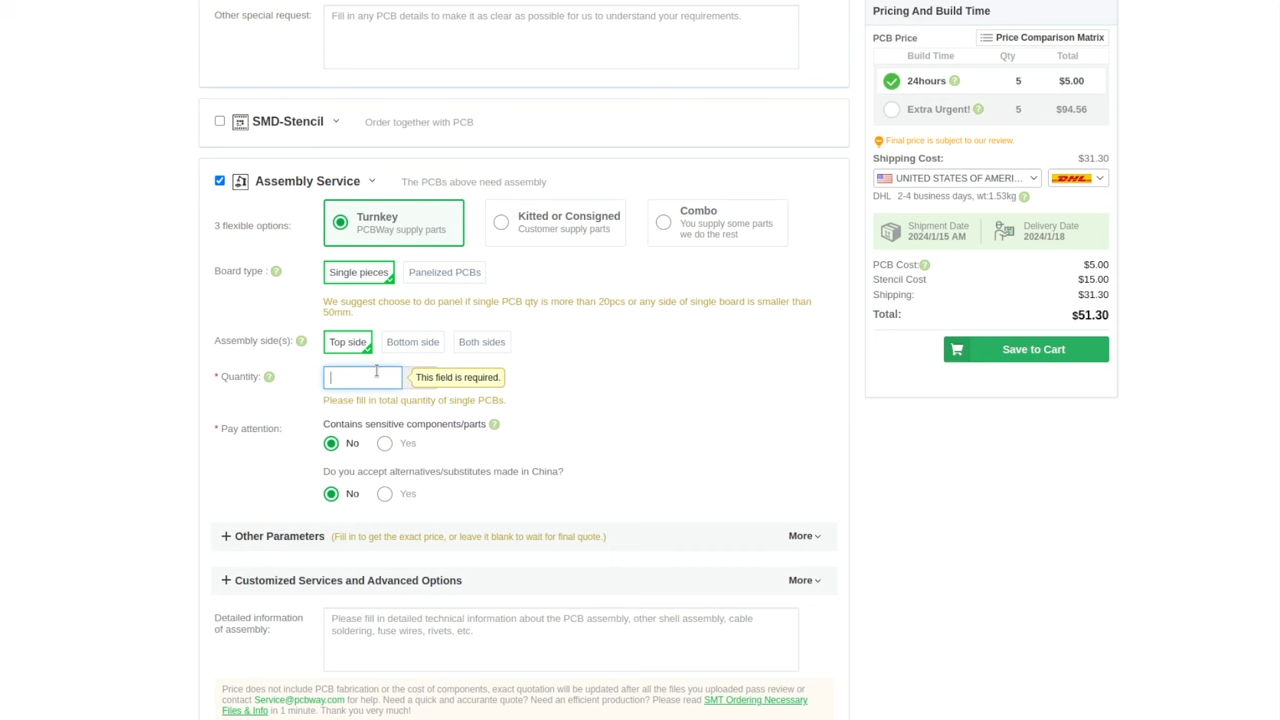 Other special request:
Fill in any PCB details to make it as clear as possible for us to understand your requirements.
SMD-Stencil
Order together with PCB
Assembly Service
The PCBs above need assembly
3 flexible options:
Turnkey
PCBWay supply parts
Kitted or Consigned
Customer supply parts
Combo
You supply some parts
we do the rest
Board type : ?
Single pieces
Panelized PCBs
We suggest choose to do panel if single PCB qty is more than 20pcs or any side of single board is smaller than
50mm.
Assembly side(s): ?
Top side
Bottom side
Both sides
* Quantity: ?
This field is required.
Please fill in total quantity of single PCBs.
* Pay attention:
Contains sensitive components/parts ?
No
Yes
Do you accept alternatives/substitutes made in China?
No
Yes
+ Other Parameters (Fill in to get the exact price, or leave it blank to wait for final quote.)
More
+ Customized Services and Advanced Options
More
Detailed information
of assembly:
Please fill in detailed technical information about the PCB assembly, other shell assembly, cable
soldering, fuse wires, rivets, etc.
Price does not include PCB fabrication or the cost of components, exact quotation will be updated after all the files you uploaded pass review or
contact Service@pcbway.com for help. Need a quick and accurante quote? Need an efficient production? Please read SMT Ordering Necessary
Files & Info in 1 minute. Thank you very much!
Pricing And Build Time
PCB Price
Price Comparison Matrix
Build Time Qty Total
24hours ? 5 $5.00
Extra Urgent! ? 5 $94.56
Final price is subject to our review.
Shipping Cost: $31.30
UNITED STATES OF AMERI...
DHL
DHL 2-4 business days, wt:1.53kg ?
Shipment Date
2024/1/15 AM
Delivery Date
2024/1/18
PCB Cost: ? $5.00
Stencil Cost $15.00
Shipping: $31.30
Total: $51.30
Save to Cart